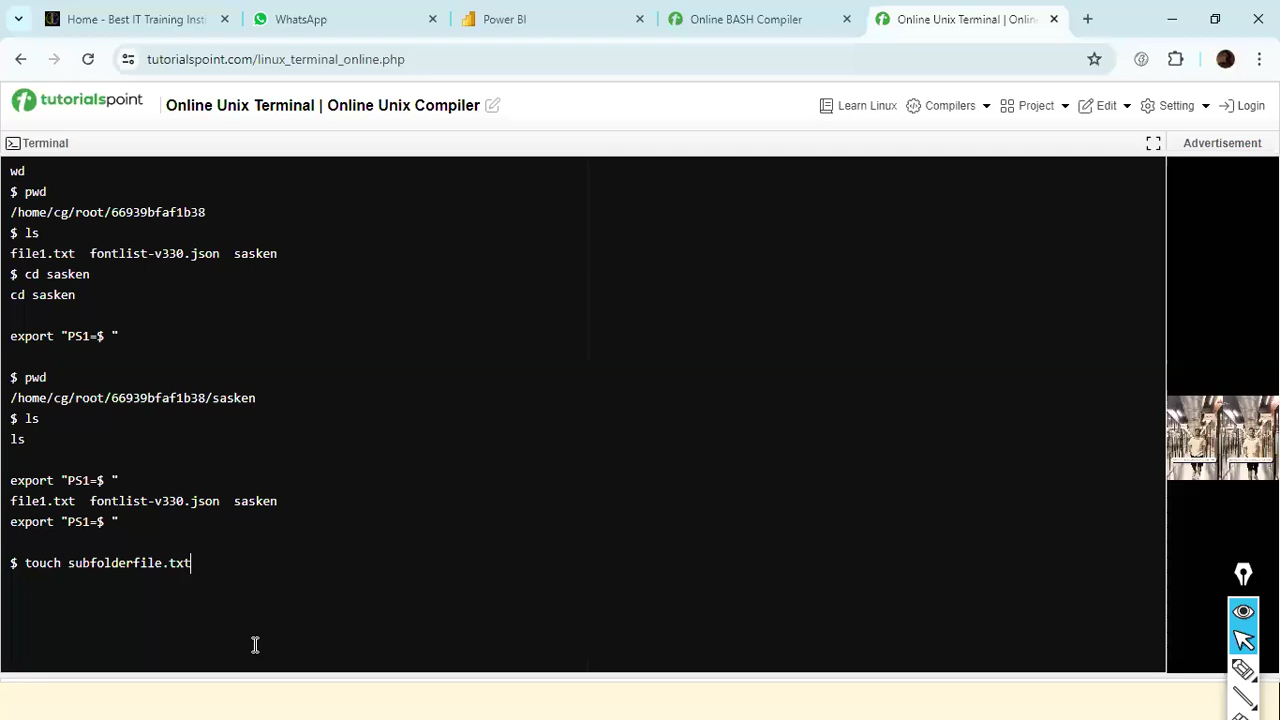 Home - Best IT Training Insti
WhatsApp
Power BI
Online BASH Compiler
Online Unix Terminal | Onlin
tutorialspoint.com/linux_terminal_online.php
tutorialspoint
Online Unix Terminal | Online Unix Compiler
Learn Linux
Compilers
Project
Edit
Setting
Login
Terminal
Advertisement
wd
$ pwd
/home/cg/root/66939bfaf1b38
$ ls
file1.txt  fontlist-v330.json  sasken
$ cd sasken
cd sasken
export "PS1=$ "
$ pwd
/home/cg/root/66939bfaf1b38/sasken
$ ls
ls
export "PS1=$ "
file1.txt  fontlist-v330.json  sasken
export "PS1=$ "
$ touch subfolderfile.txt